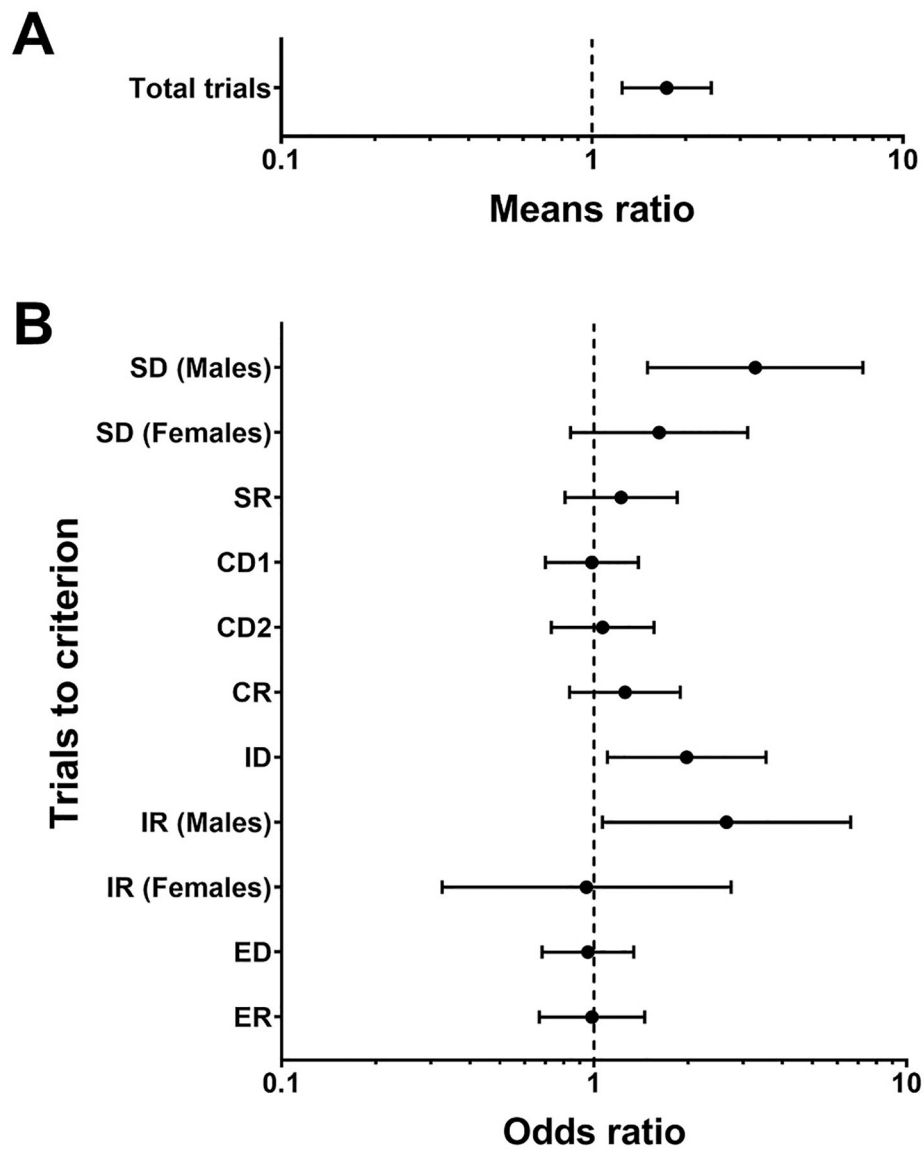 A
Total trials
0.1 1 10
Means ratio
B
Trials to criterion
SD (Males)
SD (Females)
SR
CD1
CD2
CR
ID
IR (Males)
IR (Females)
ED
ER
0.1 1 10
Odds ratio